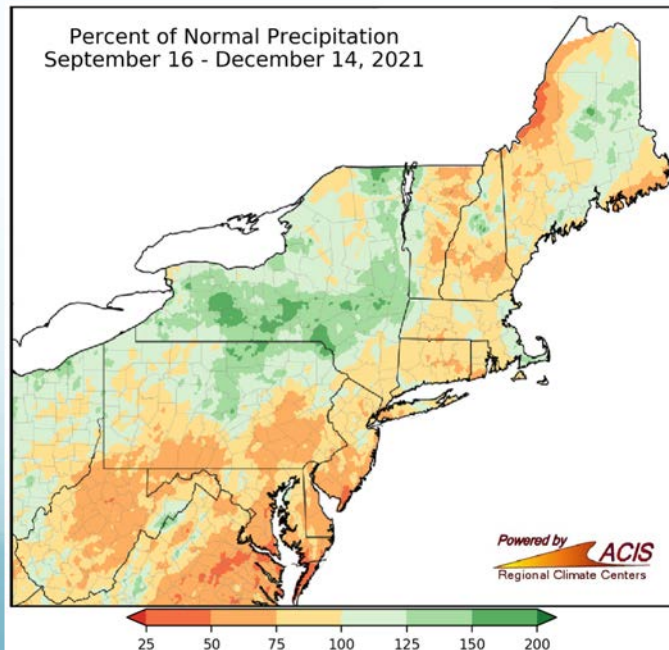 Percent of Normal Precipitation
September 16 - December 14, 2021
Powered by
ACIS
Regional Climate Centers
25 50 75 100 125 150 200